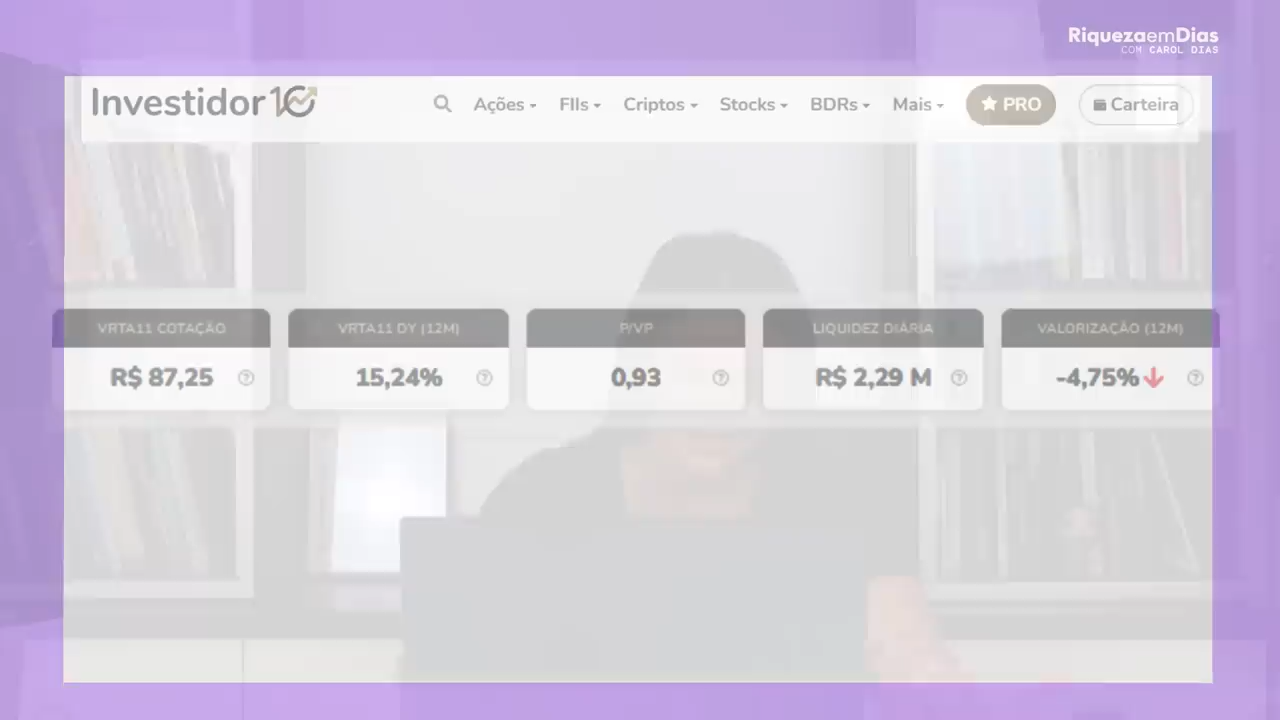 RiquezaemDias
COM CAROL DIAS
Investidor10
Ações FIIs Criptos Stocks BDRs Mais PRO Carteira
VRTA11 COTAÇÃO VRTA11 DY (12M) P/VP LIQUIDEZ DIÁRIA VALORIZAÇÃO (12M)
R$ 87,25 ? 15,24% ? 0,93 ? R$ 2,29 M ? -4,75% ?